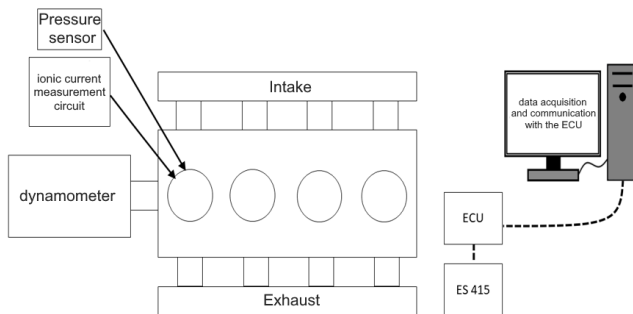 Pressure
sensor
ionic current
measurement
circuit
Intake
data acquisition
and communication
with the ECU
dynamometer
ECU
ES 415
Exhaust